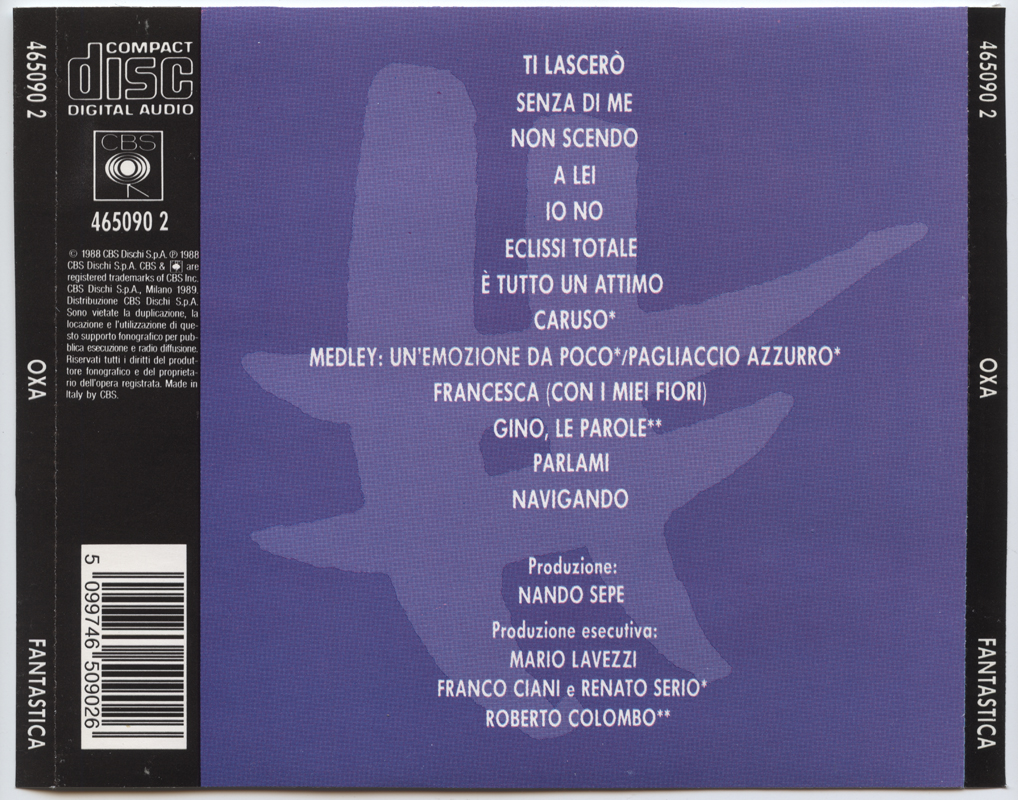 465090 2
OXA
FANTASTICA
COMPACT
disc
DIGITAL AUDIO
CBS
465090 2
© 1988 CBS Dischi S.p.A. ℗ 1988
CBS Dischi S.p.A. CBS & are
registered trademarks of CBS Inc.
CBS Dischi S.p.A., Milano 1989.
Distribuzione CBS Dischi S.p.A.
Sono vietate la duplicazione, la
locazione e l'utilizzazione di que-
sto supporto fonografico per pub-
blica esecuzione e radio diffusione.
Riservati tutti i diritti del produt-
tore fonografico e del proprieta-
rio dell'opera registrata. Made in
Italy by CBS.
5 099746 509026
TI LASCERÒ
SENZA DI ME
NON SCENDO
A LEI
IO NO
ECLISSI TOTALE
È TUTTO UN ATTIMO
CARUSO*
MEDLEY: UN'EMOZIONE DA POCO*/PAGLIACCIO AZZURRO*
FRANCESCA (CON I MIEI FIORI)
GINO, LE PAROLE**
PARLAMI
NAVIGANDO
Produzione:
NANDO SEPE
Produzione esecutiva:
MARIO LAVEZZI
FRANCO CIANI e RENATO SERIO*
ROBERTO COLOMBO**
465090 2
OXA
FANTASTICA